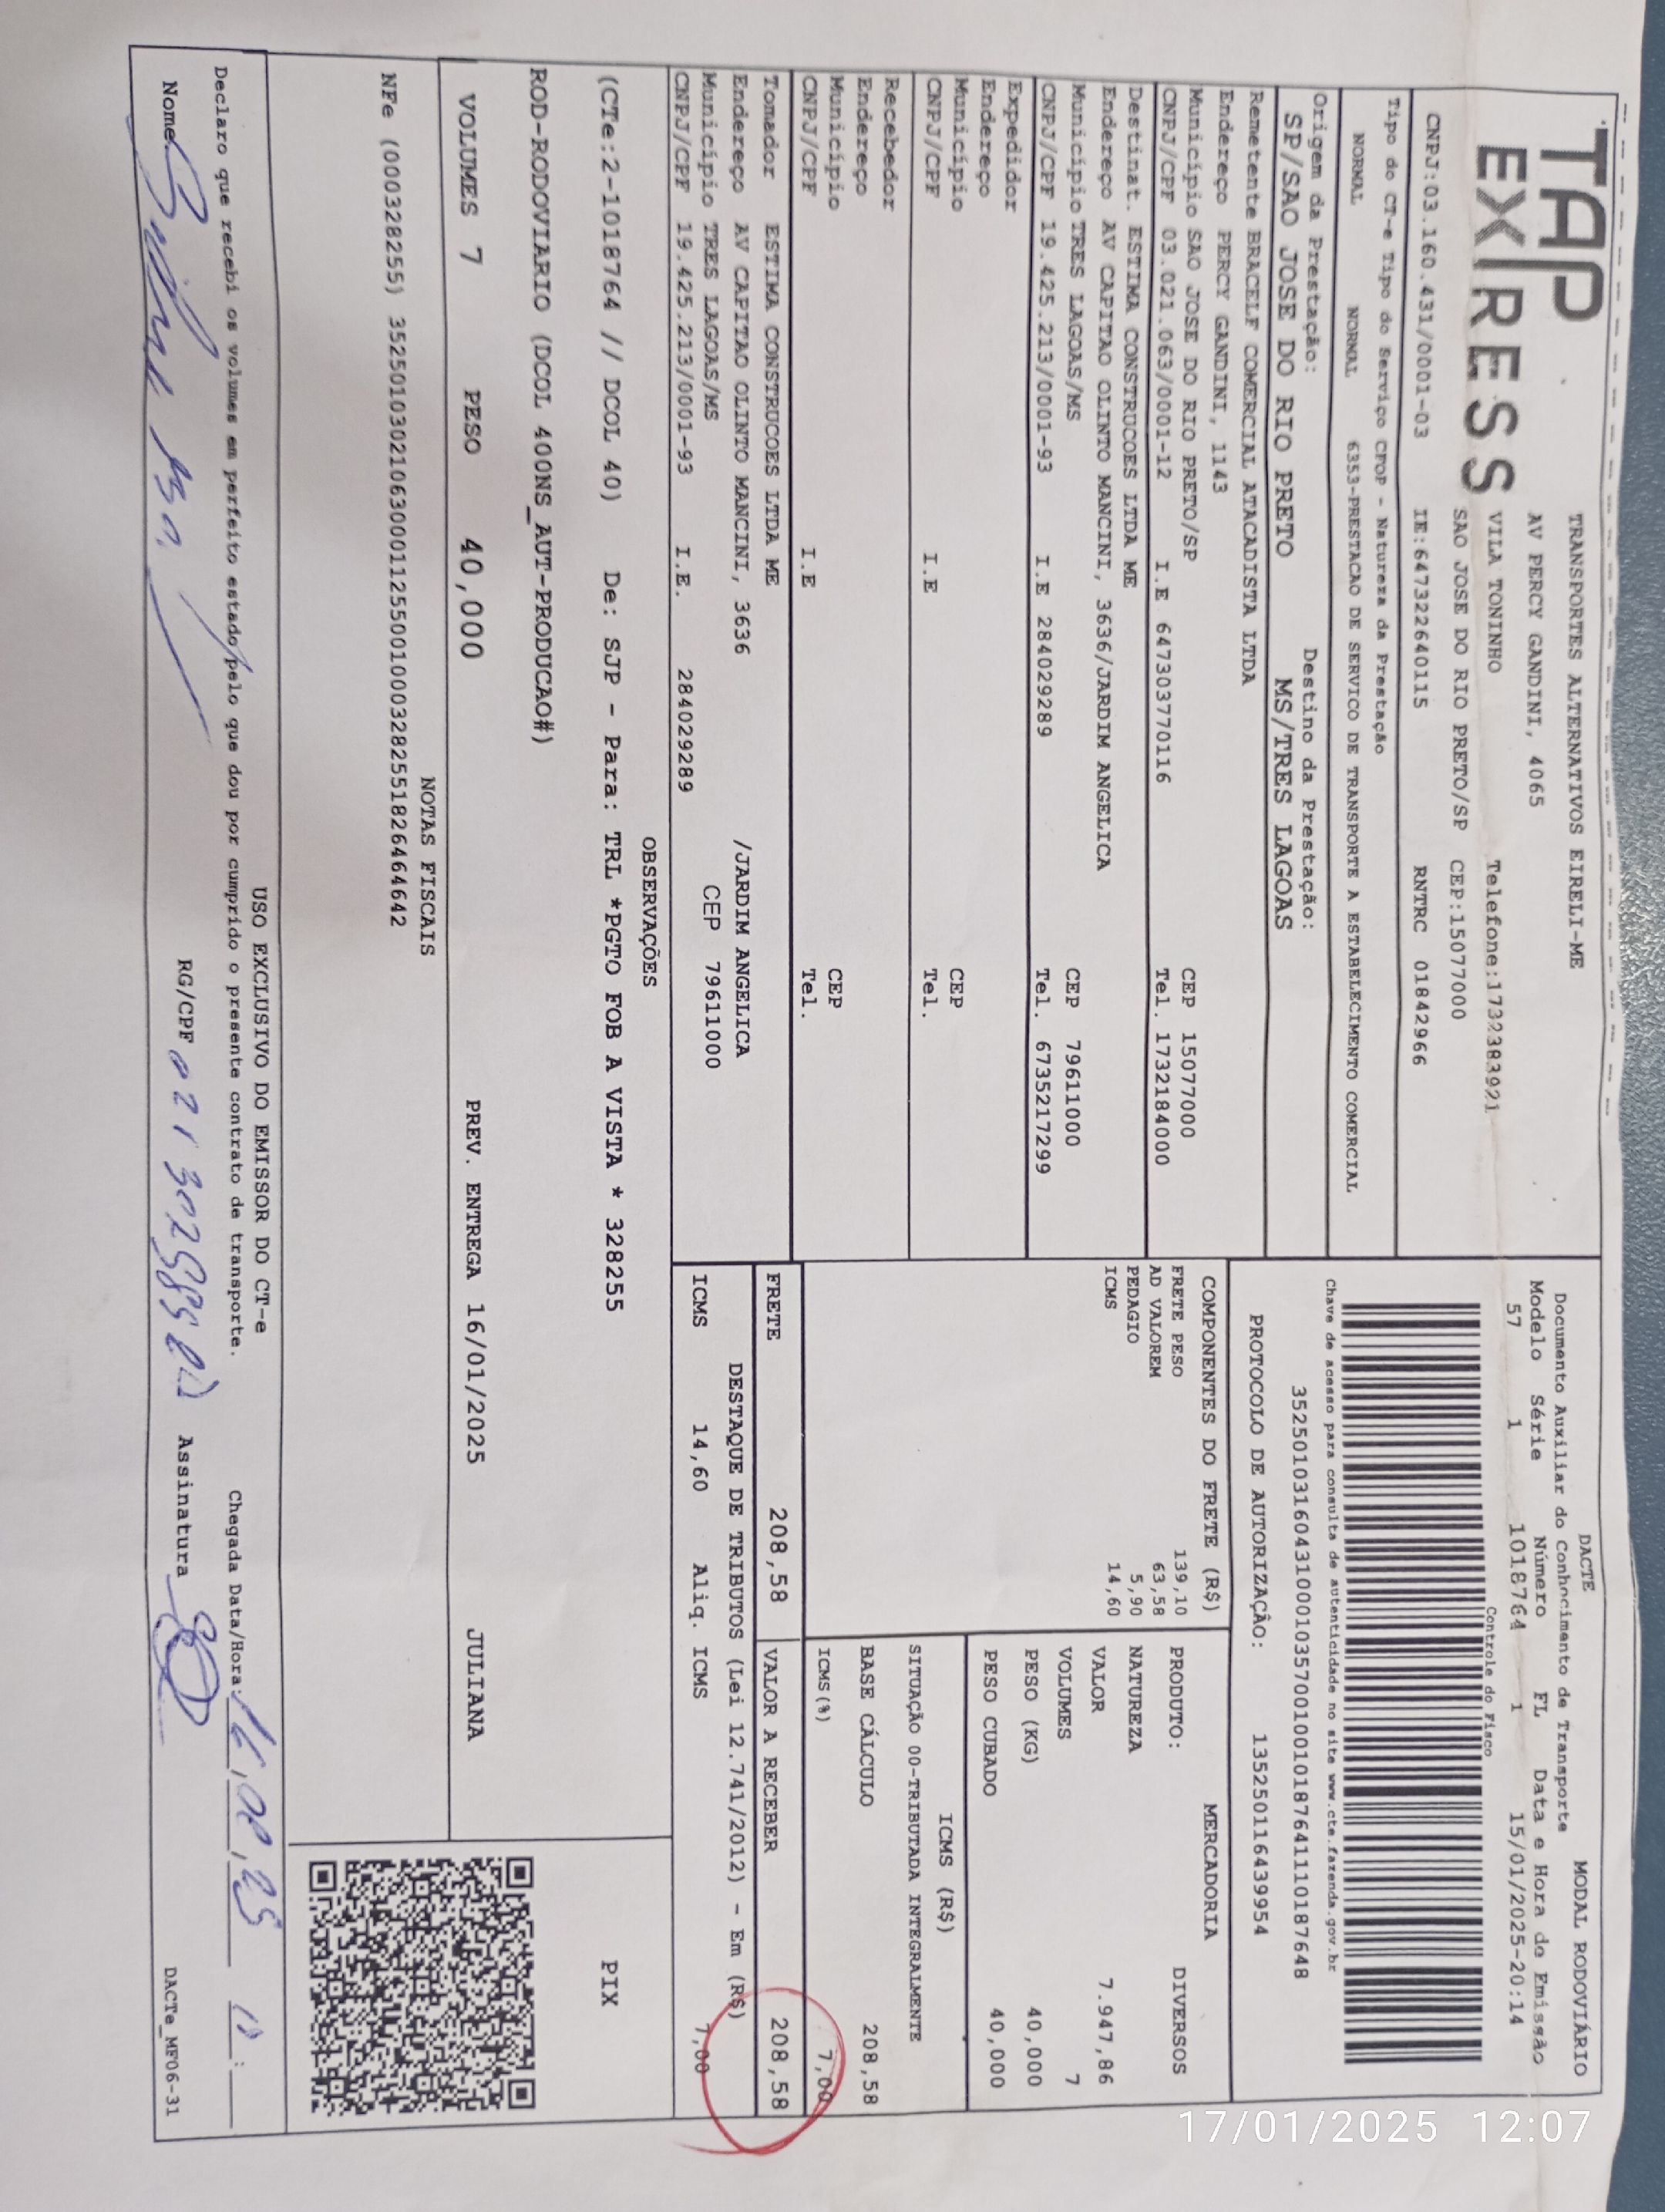 TAP
EXPRESS
TRANSPORTES ALTERNATIVOS EIRELI-ME
AV PERCY GANDINI, 4065
VILA TONINHO Telefone:1732383921
SAO JOSE DO RIO PRETO/SP CEP:15077000
CNPJ:03.160.431/0001-03 IE:647322640115 RNTRC 01842966
Tipo do CT-e Tipo do Serviço CFOP - Natureza da Prestação
NORMAL NORMAL 6353-PRESTACAO DE SERVICO DE TRANSPORTE A ESTABELECIMENTO COMERCIAL
Origem da Prestação: Destino da Prestação:
SP/SAO JOSE DO RIO PRETO MS/TRES LAGOAS
DACTE MODAL RODOVIÁRIO
Documento Auxiliar do Conhecimento de Transporte
Modelo Série Número FL Data e Hora de Emissão
57 1 1018764 1 15/01/2025-20:14
Controle do Fisco
Chave de acesso para consulta de autenticidade no site www.cte.fazenda.gov.br
35250103160431000103570010010187641110187648
PROTOCOLO DE AUTORIZAÇÃO: 135250116439954
Remetente BRACELF COMERCIAL ATACADISTA LTDA
Endereço PERCY GANDINI, 1143
Município SAO JOSE DO RIO PRETO/SP CEP 15077000
CNPJ/CPF 03.021.063/0001-12 I.E 647303770116 Tel. 1732184000
Destinat. ESTIMA CONSTRUCOES LTDA ME
Endereço AV CAPITAO OLINTO MANCINI, 3636/JARDIM ANGELICA
Município TRES LAGOAS/MS CEP 79611000
CNPJ/CPF 19.425.213/0001-93 I.E 284029289 Tel. 6735217299
Expedidor
Endereço
Município CEP
CNPJ/CPF I.E Tel.
Recebedor
Endereço
Município CEP
CNPJ/CPF I.E Tel.
Tomador ESTIMA CONSTRUCOES LTDA ME
Endereço AV CAPITAO OLINTO MANCINI, 3636 /JARDIM ANGELICA
Município TRES LAGOAS/MS CEP 79611000
CNPJ/CPF 19.425.213/0001-93 I.E. 284029289
COMPONENTES DO FRETE (R$)
FRETE PESO 139,10
AD VALOREM 63,58
PEDAGIO 5,90
ICMS 14,60
MERCADORIA
PRODUTO: DIVERSOS
NATUREZA
VALOR 7.947,86
VOLUMES 7
PESO (KG) 40,000
PESO CUBADO 40,000
ICMS (R$)
SITUAÇÃO 00-TRIBUTADA INTEGRALMENTE
BASE CÁLCULO 208,58
ICMS(%) 7,00
FRETE 208,58 VALOR A RECEBER 208,58
DESTAQUE DE TRIBUTOS (Lei 12.741/2012) - Em (R$)
ICMS 14,60 Aliq. ICMS 7,00
OBSERVAÇÕES
(CTe:2-1018764 // DCOL 40) De: SJP - Para: TRL *PGTO FOB A VISTA * 328255
ROD-RODOVIARIO (DCOL 400NS_AUT-PRODUCAO#)
PIX
VOLUMES 7 PESO 40,000 PREV. ENTREGA 16/01/2025 JULIANA
NOTAS FISCAIS
NFe (000328255) 35250103021063000112550010003282551826464642
USO EXCLUSIVO DO EMISSOR DO CT-e
Declaro que recebi os volumes em perfeito estado pelo que dou por cumprido o presente contrato de transporte. Chegada Data/Hora:
Nome RG/CPF Assinatura
DACTe_MF06-31
17/01/2025 12:07